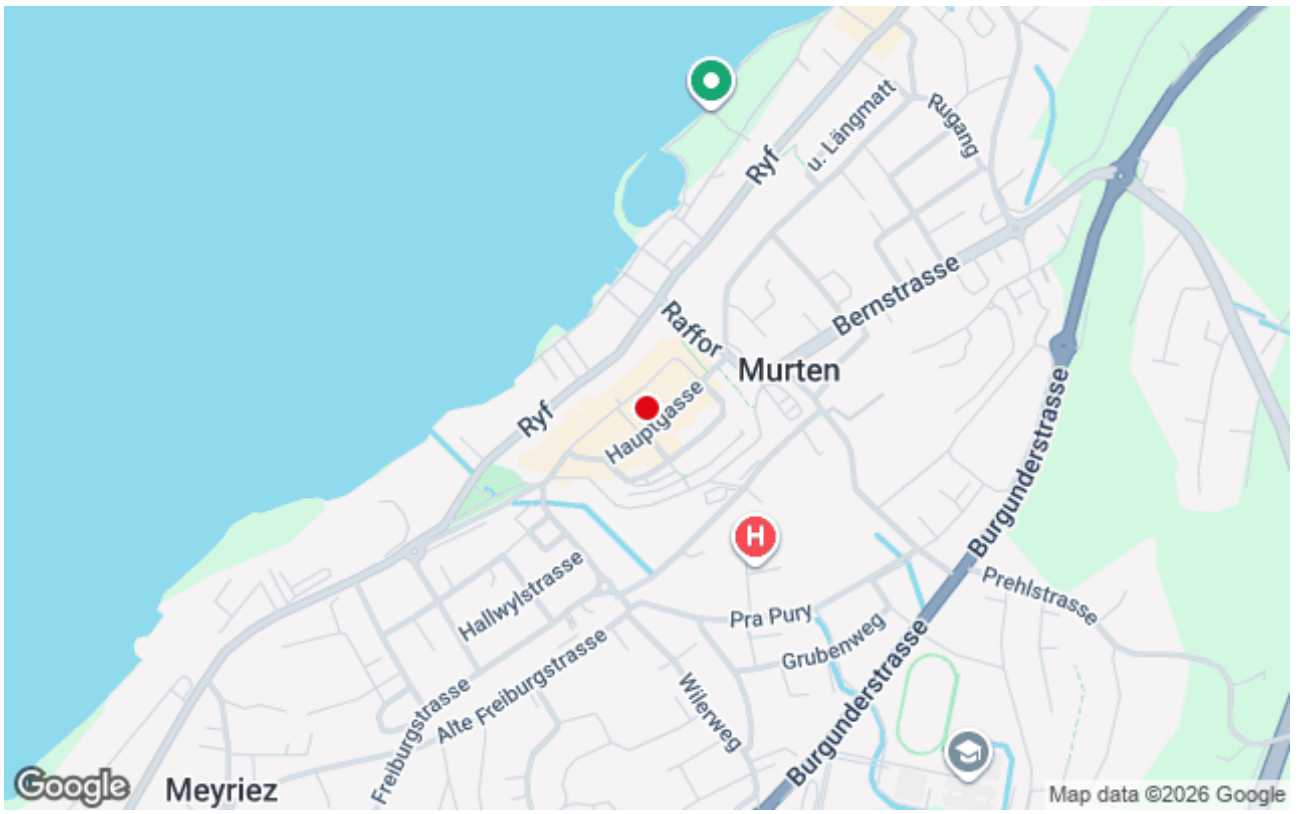 Rugang
u. Längmatt
Ryf
Bernstrasse
Raffor
Murten
Ryf
Hauptgasse
Burgunderstrasse
H
Prehlstrasse
Hallwylstrasse
Pra Pury
Grubenweg
Burgunderstrasse
Alte Freiburgstrasse
Freiburgstrasse
Wilerweg
Google
Meyriez
Map data ©2026 Google